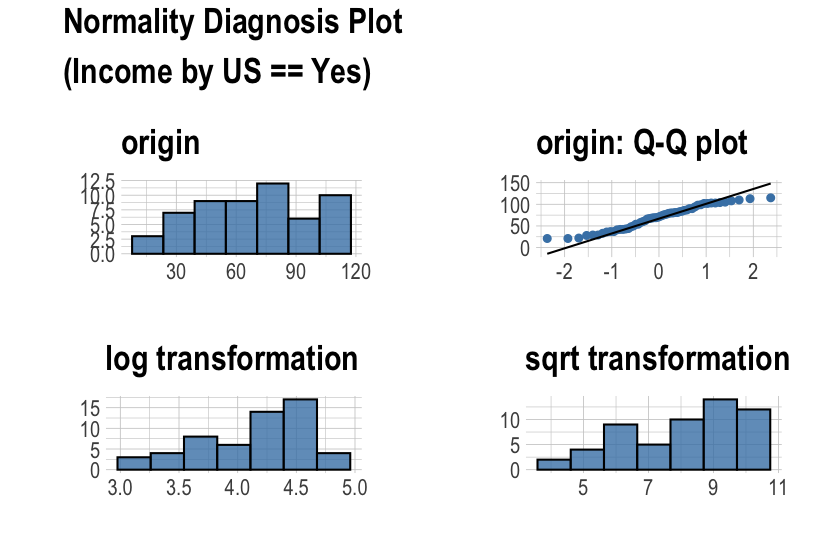 Normality Diagnosis Plot
(Income by US == Yes)
origin
12.5
10.0
7.5
5.0
2.5
0.0
30 60 90 120
origin: Q-Q plot
150
100
50
0
-2 -1 0 1 2
log transformation
15
10
5
0
3.0 3.5 4.0 4.5 5.0
sqrt transformation
10
5
0
5 7 9 11